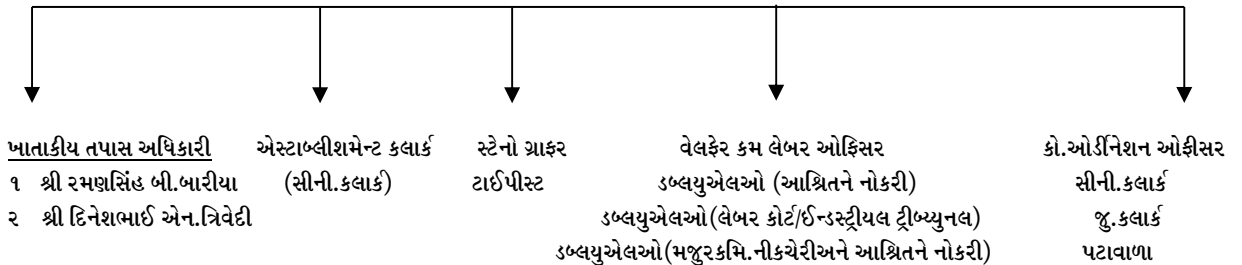 ખાતાકીય તપાસ અધિકારી એસ્ટાબ્લીશમેન્ટ કલાર્ક સ્ટેનો ગ્રાફર વેલફેર કમ લેબર ઓફિસર કો.ઓર્ડીનેશન ઓફીસર
૧ શ્રી રમણસિંહ બી.બારીયા (સીની.કલાર્ક) ટાઈપીસ્ટ ડબ્લયુએલઓ (આશ્રિતને નોકરી) સીની.કલાર્ક
૨ શ્રી દિનેશભાઈ એન.ત્રિવેદી ડબ્લયુએલઓ(લેબર કોર્ટ/ઈન્ડસ્ટ્રીયલ ટ્રીબ્યુનલ) જુ.કલાર્ક
ડબ્લયુએલઓ(મજુરકમિ.નીકચેરીઅને આશ્રિતને નોકરી) પટાવાળા